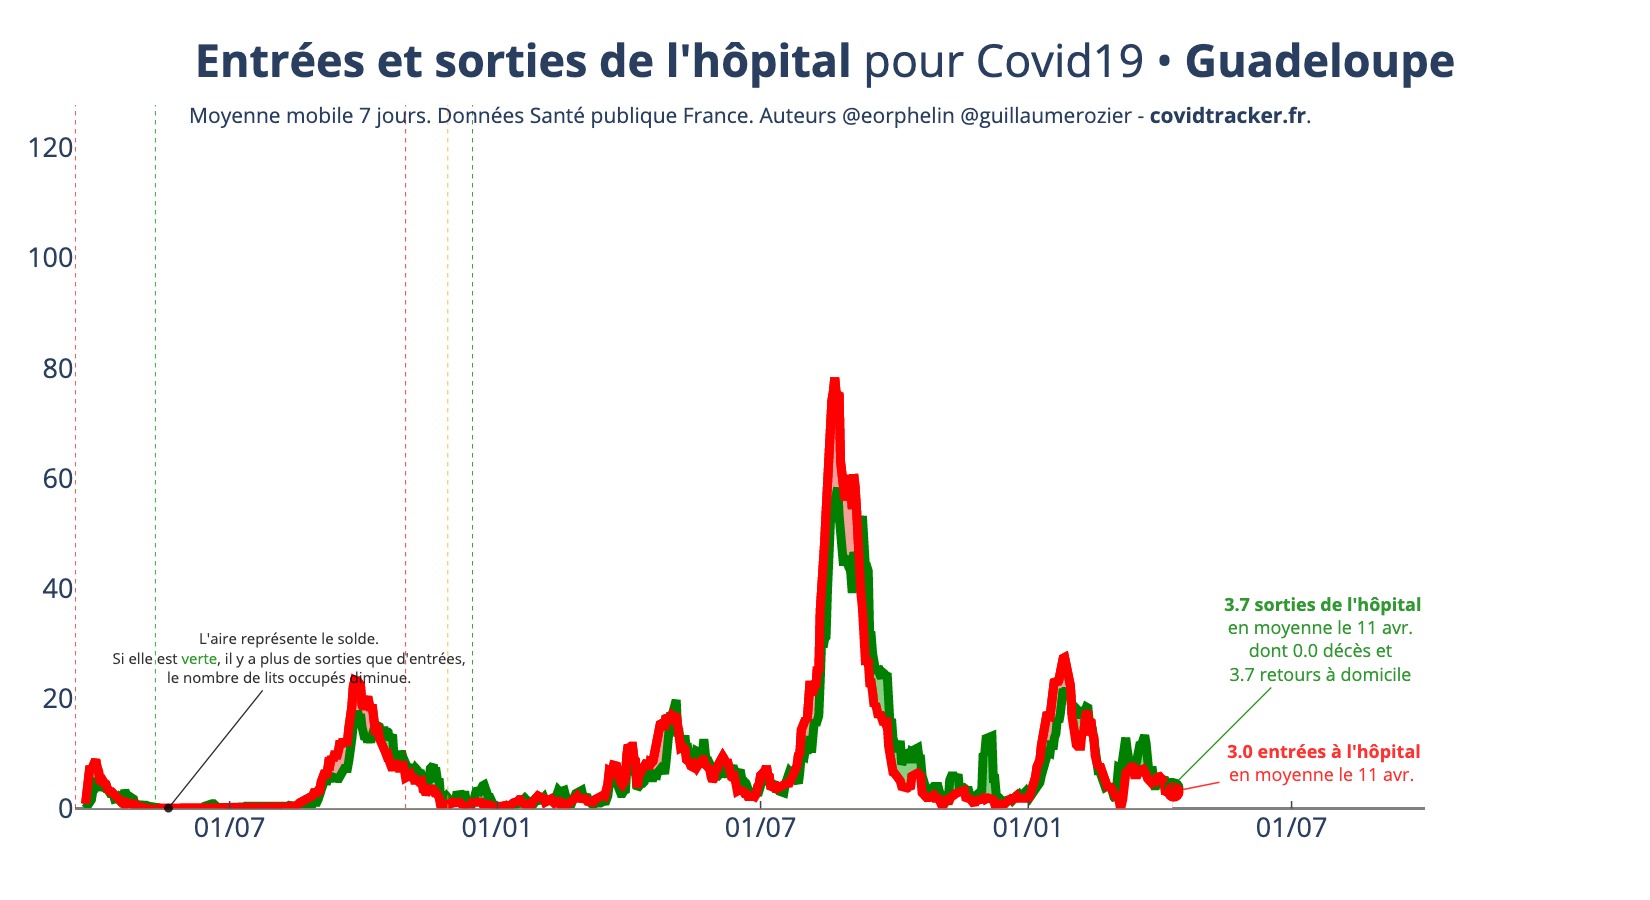 Entrées et sorties de l'hôpital pour Covid19 • Guadeloupe
Moyenne mobile 7 jours. Données Santé publique France. Auteurs @eorphelin @guillaumerozier - covidtracker.fr.
120
100
80
60
40
20
0
L'aire représente le solde.
Si elle est verte, il y a plus de sorties que d'entrées,
le nombre de lits occupés diminue.
3.7 sorties de l'hôpital
en moyenne le 11 avr.
dont 0.0 décès et
3.7 retours à domicile
3.0 entrées à l'hôpital
en moyenne le 11 avr.
01/07
01/01
01/07
01/01
01/07